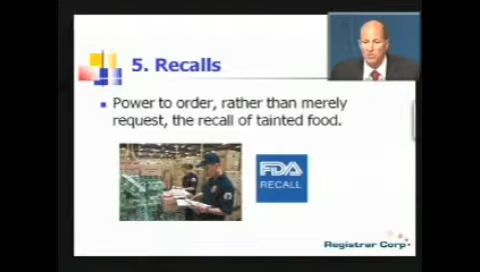 5. Recalls
Power to order, rather than merely
request, the recall of tainted food.
FDA
RECALL
Registrar Corp